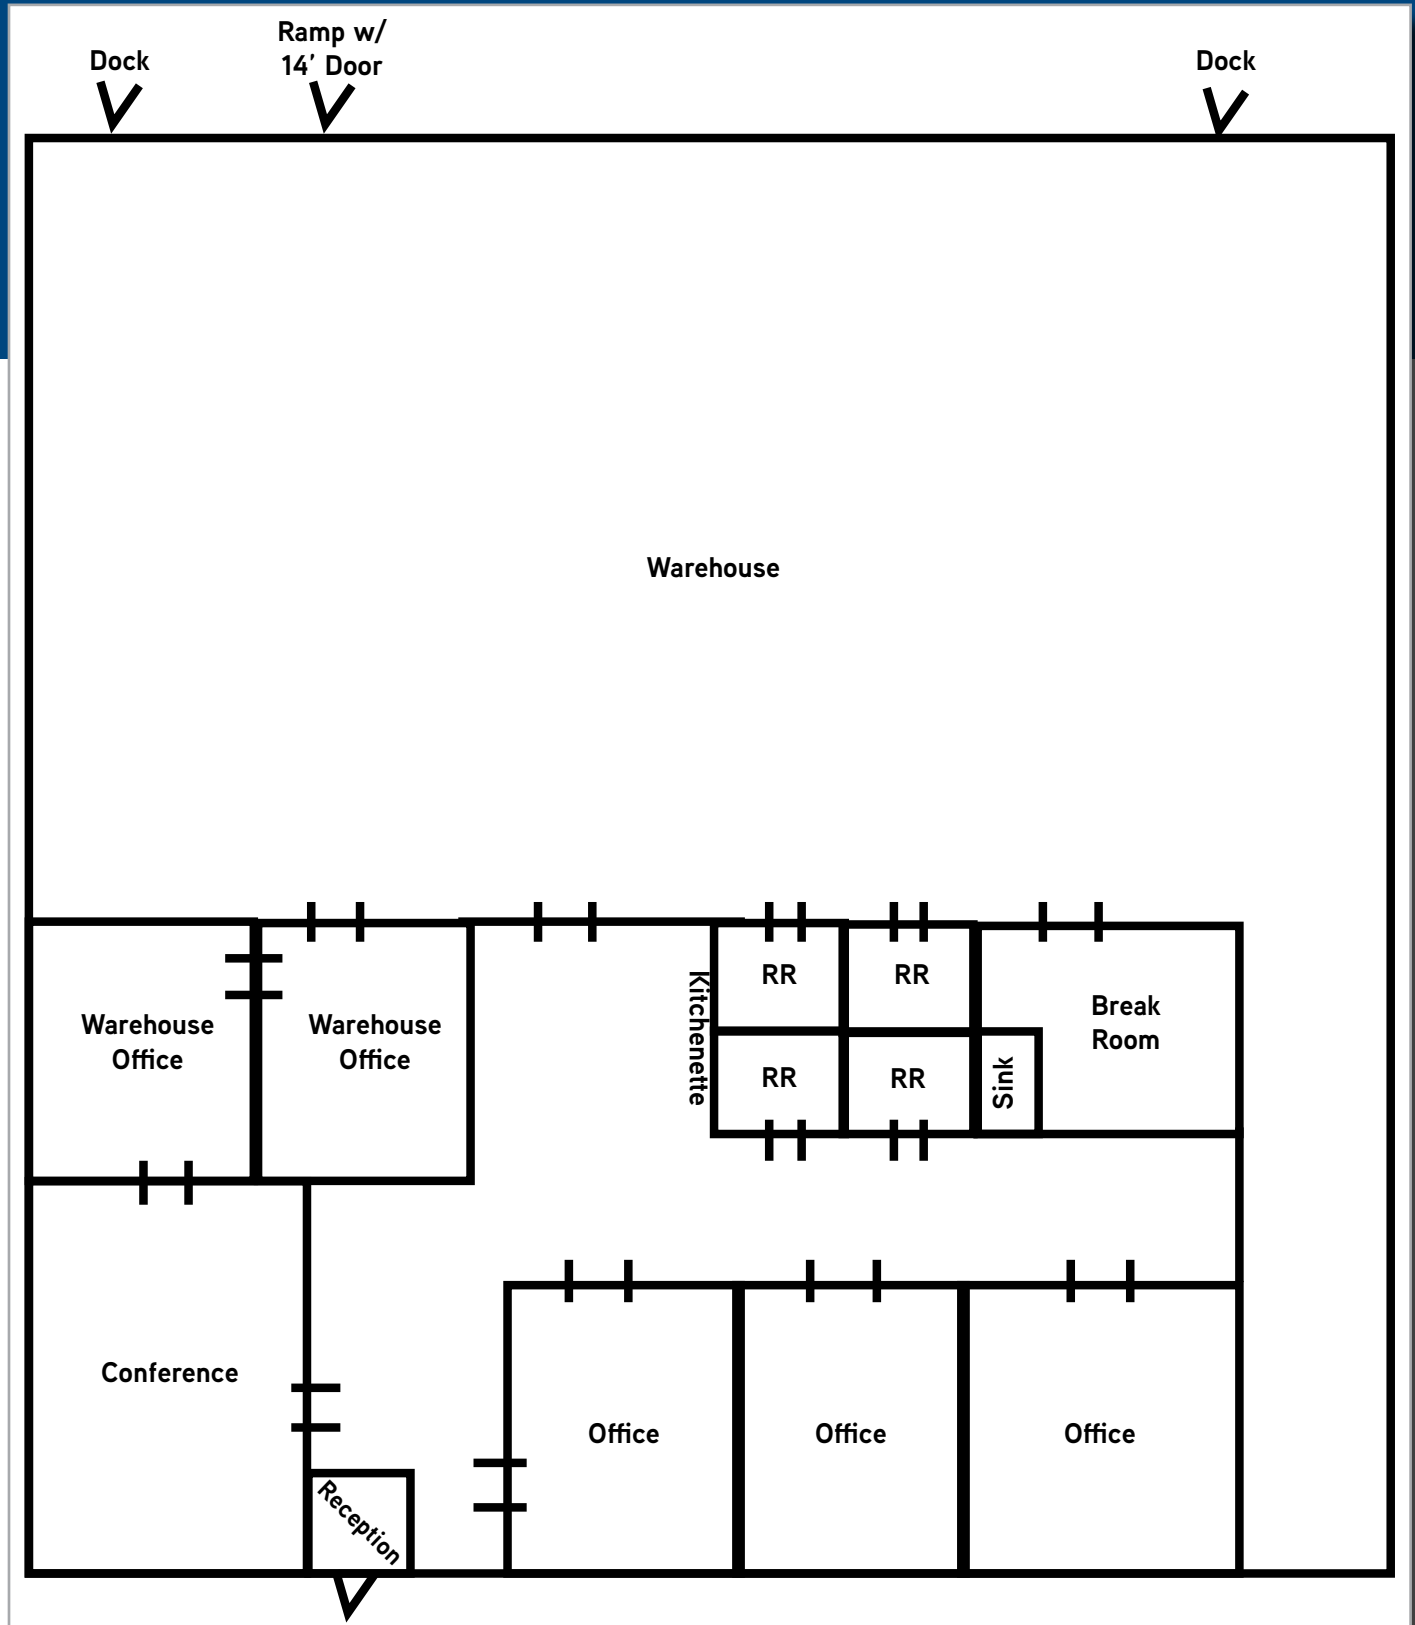 Ramp w/
14’ Door
Dock
Dock
Warehouse
RR
RR
Kitchenette
Break
Room
Warehouse
Office
Warehouse
Office
RR
RR
Sink
Conference
Office
Office
Office
Reception